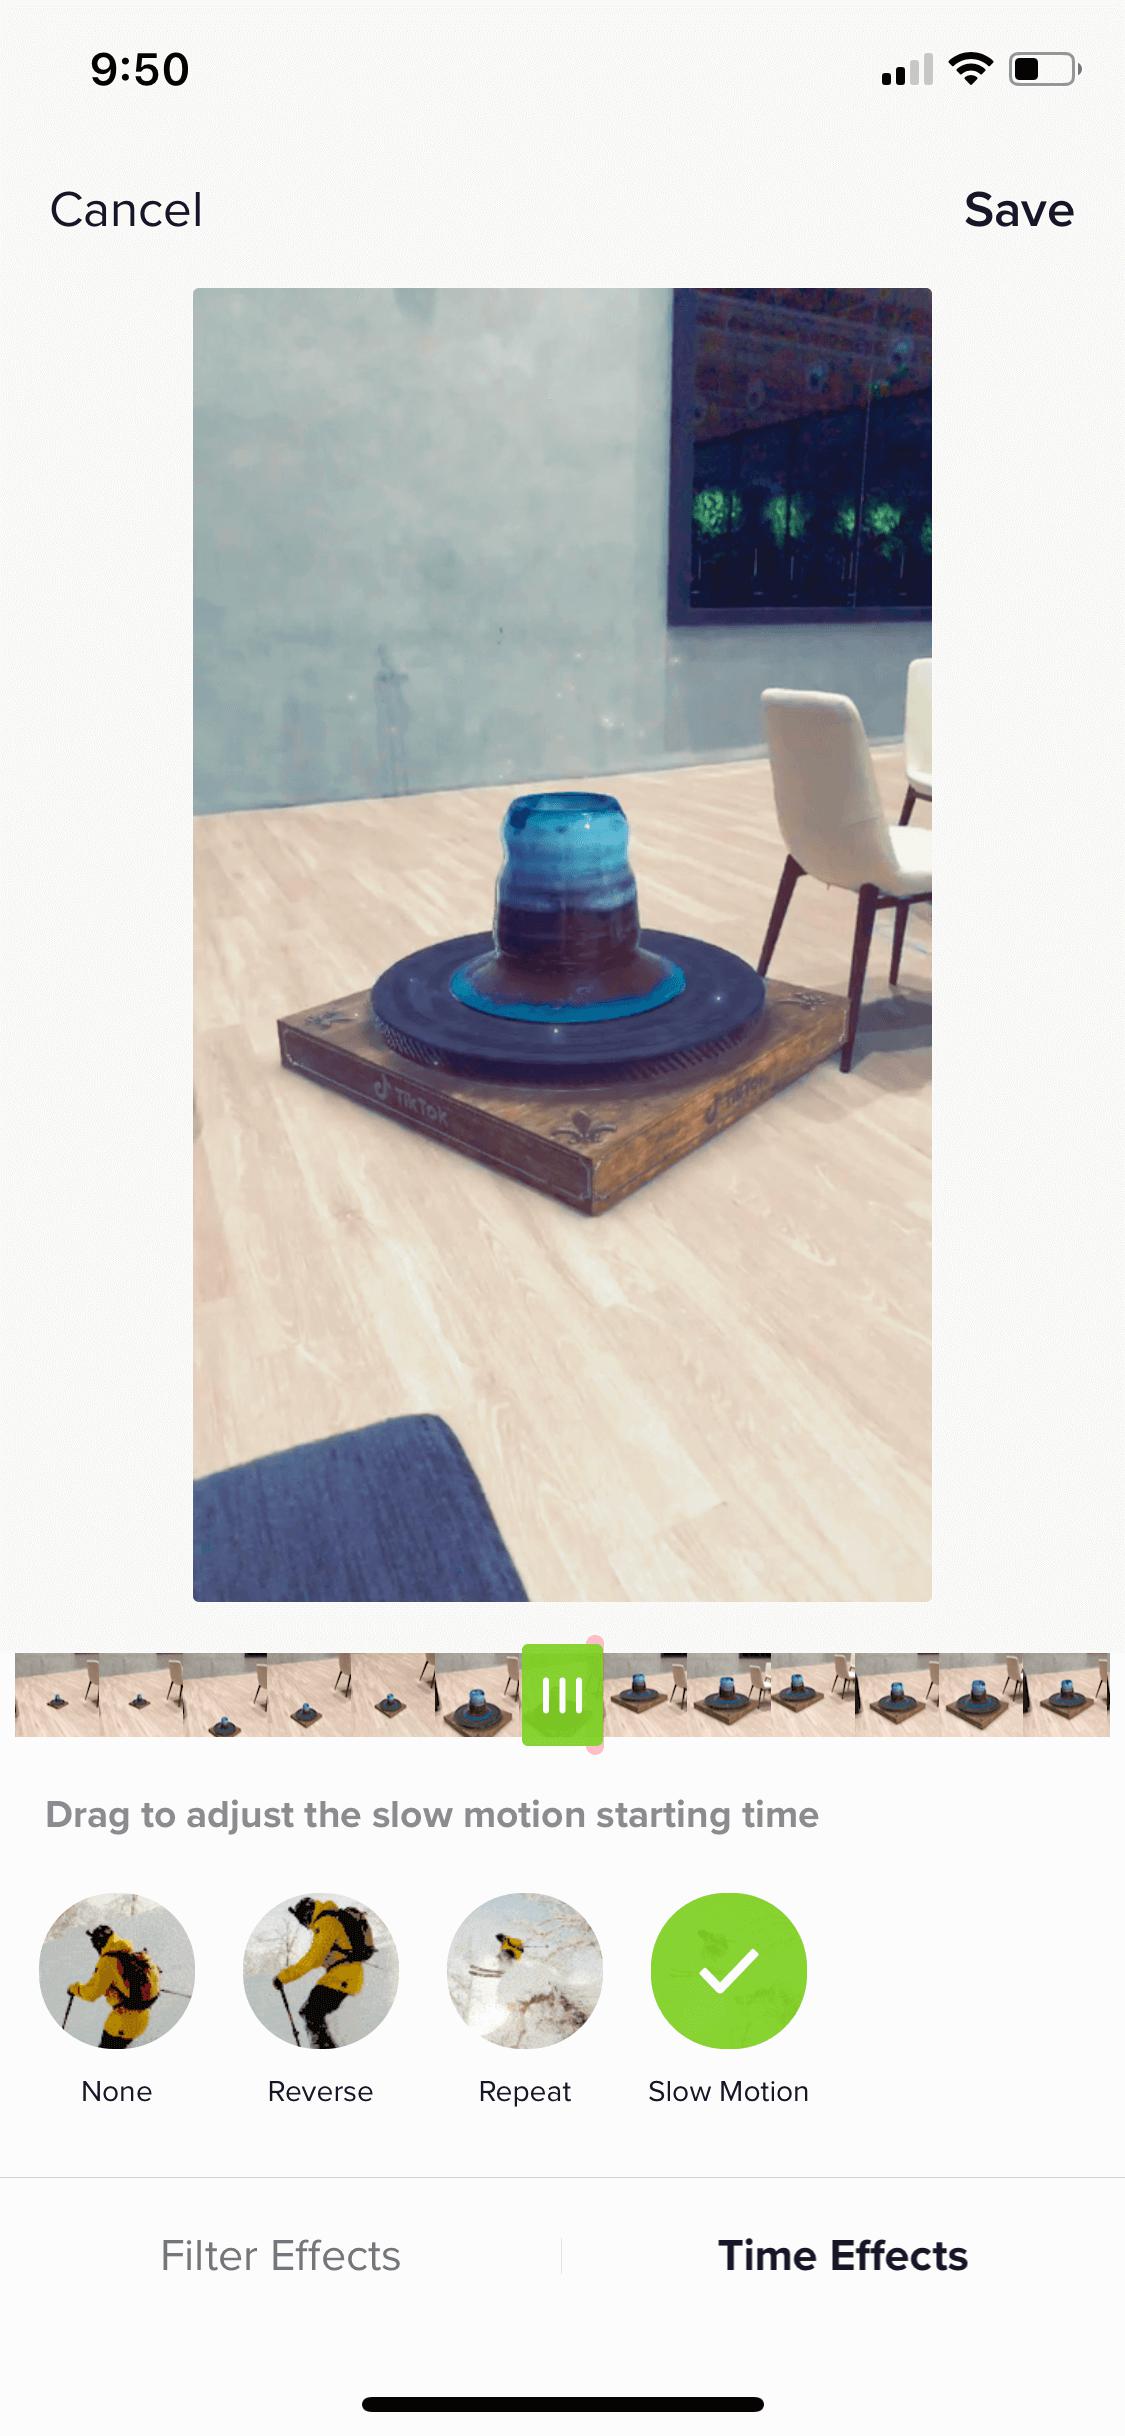 9:50
Cancel
Save
TikTok
TikTok
Drag to adjust the slow motion starting time
None
Reverse
Repeat
Slow Motion
Filter Effects
Time Effects